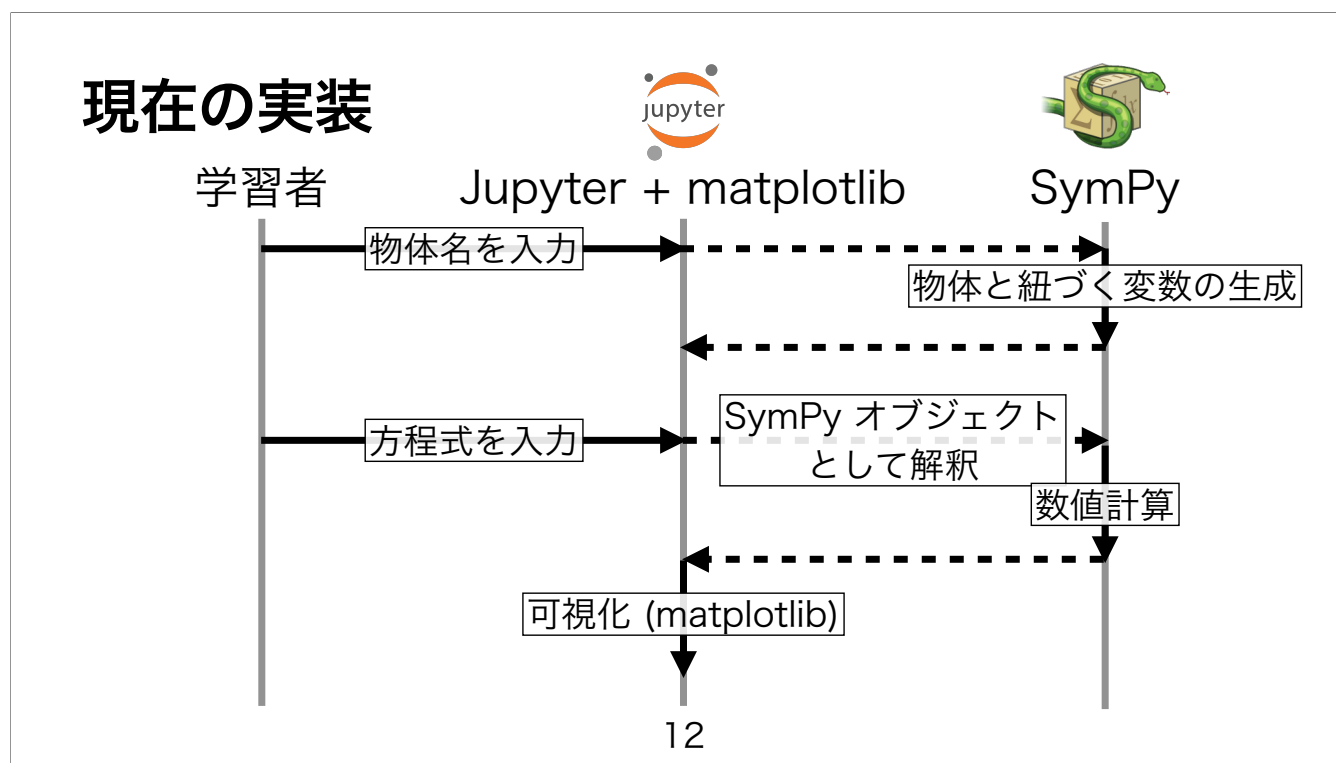 現在の実装
jupyter
学習者
Jupyter + matplotlib
SymPy
物体名を入力
物体と紐づく変数の生成
方程式を入力
SymPy オブジェクト
として解釈
数値計算
可視化 (matplotlib)
12